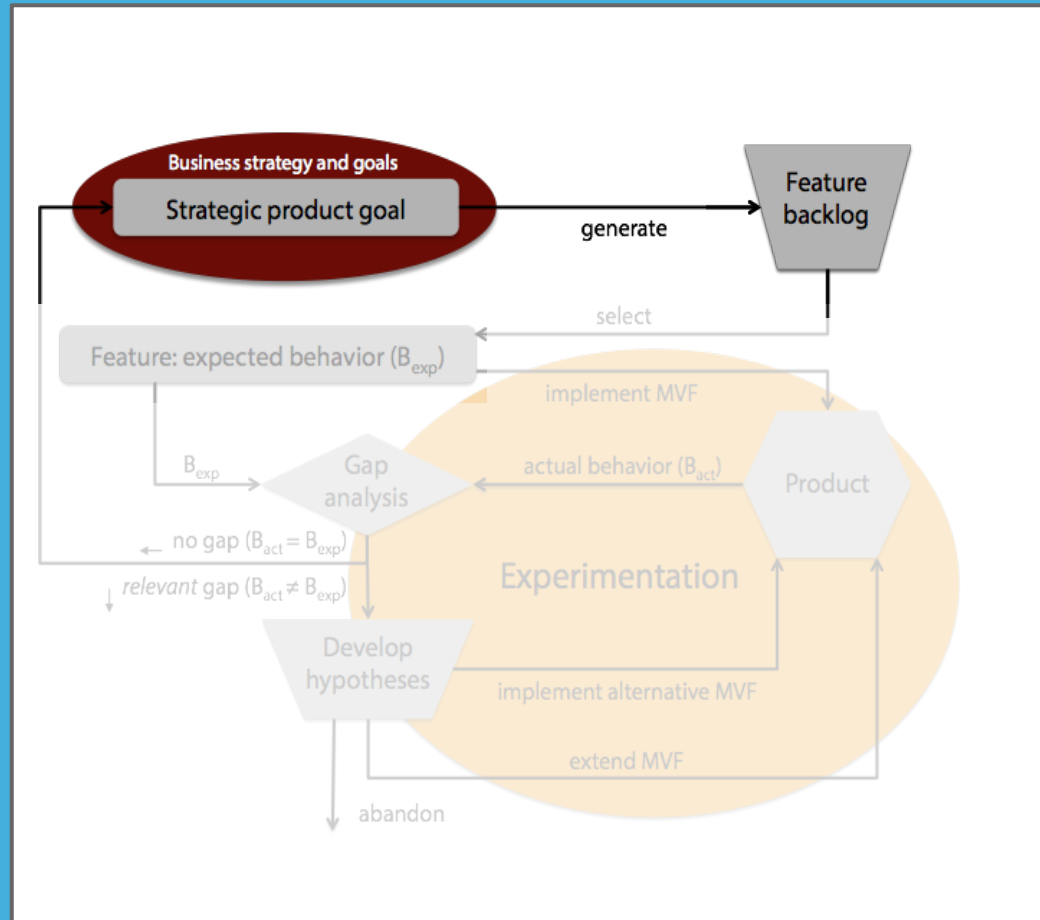 Business strategy and goals
Strategic product goal
generate
Feature
backlog
select
Feature: expected behavior (Bexp)
implement MVF
Bexp
Gap
analysis
actual behavior (Bact)
Product
← no gap (Bact = Bexp)
↓ relevant gap (Bact ≠ Bexp)
Experimentation
Develop
hypotheses
implement alternative MVF
extend MVF
abandon